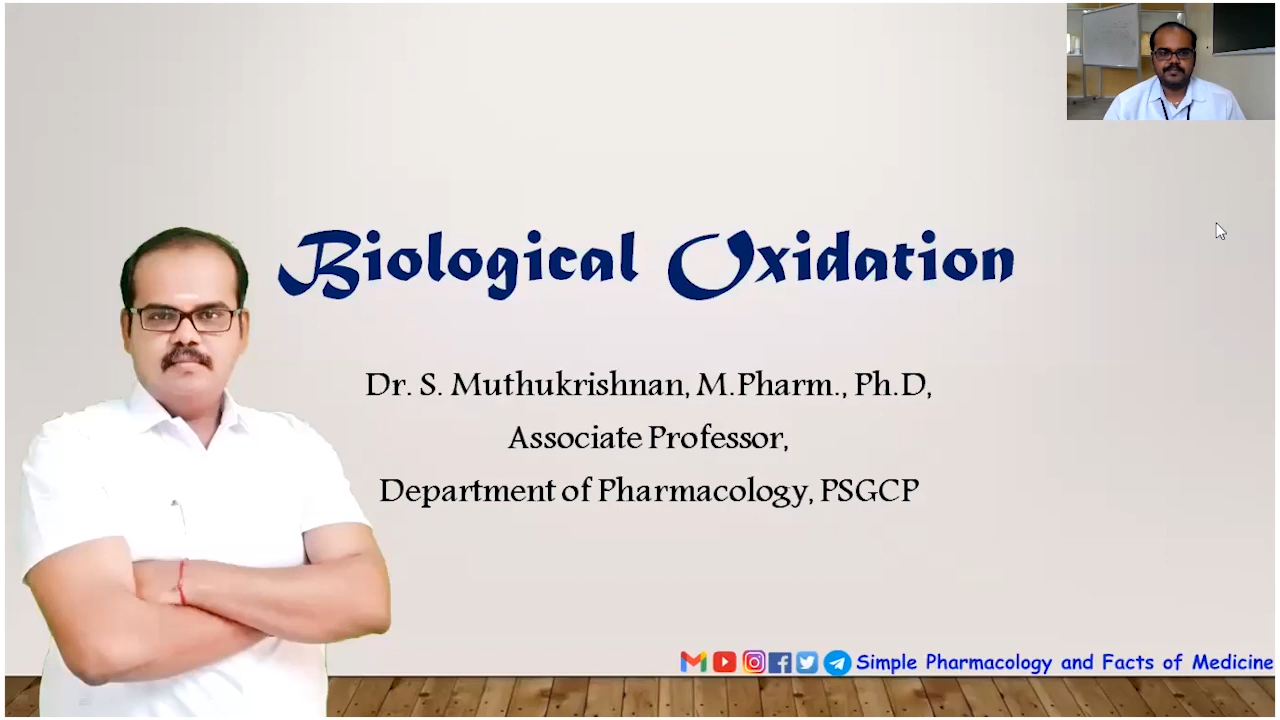 Biological Oxidation
Dr. S. Muthukrishnan, M.Pharm., Ph.D,
Associate Professor,
Department of Pharmacology, PSGCP
Simple Pharmacology and Facts of Medicine